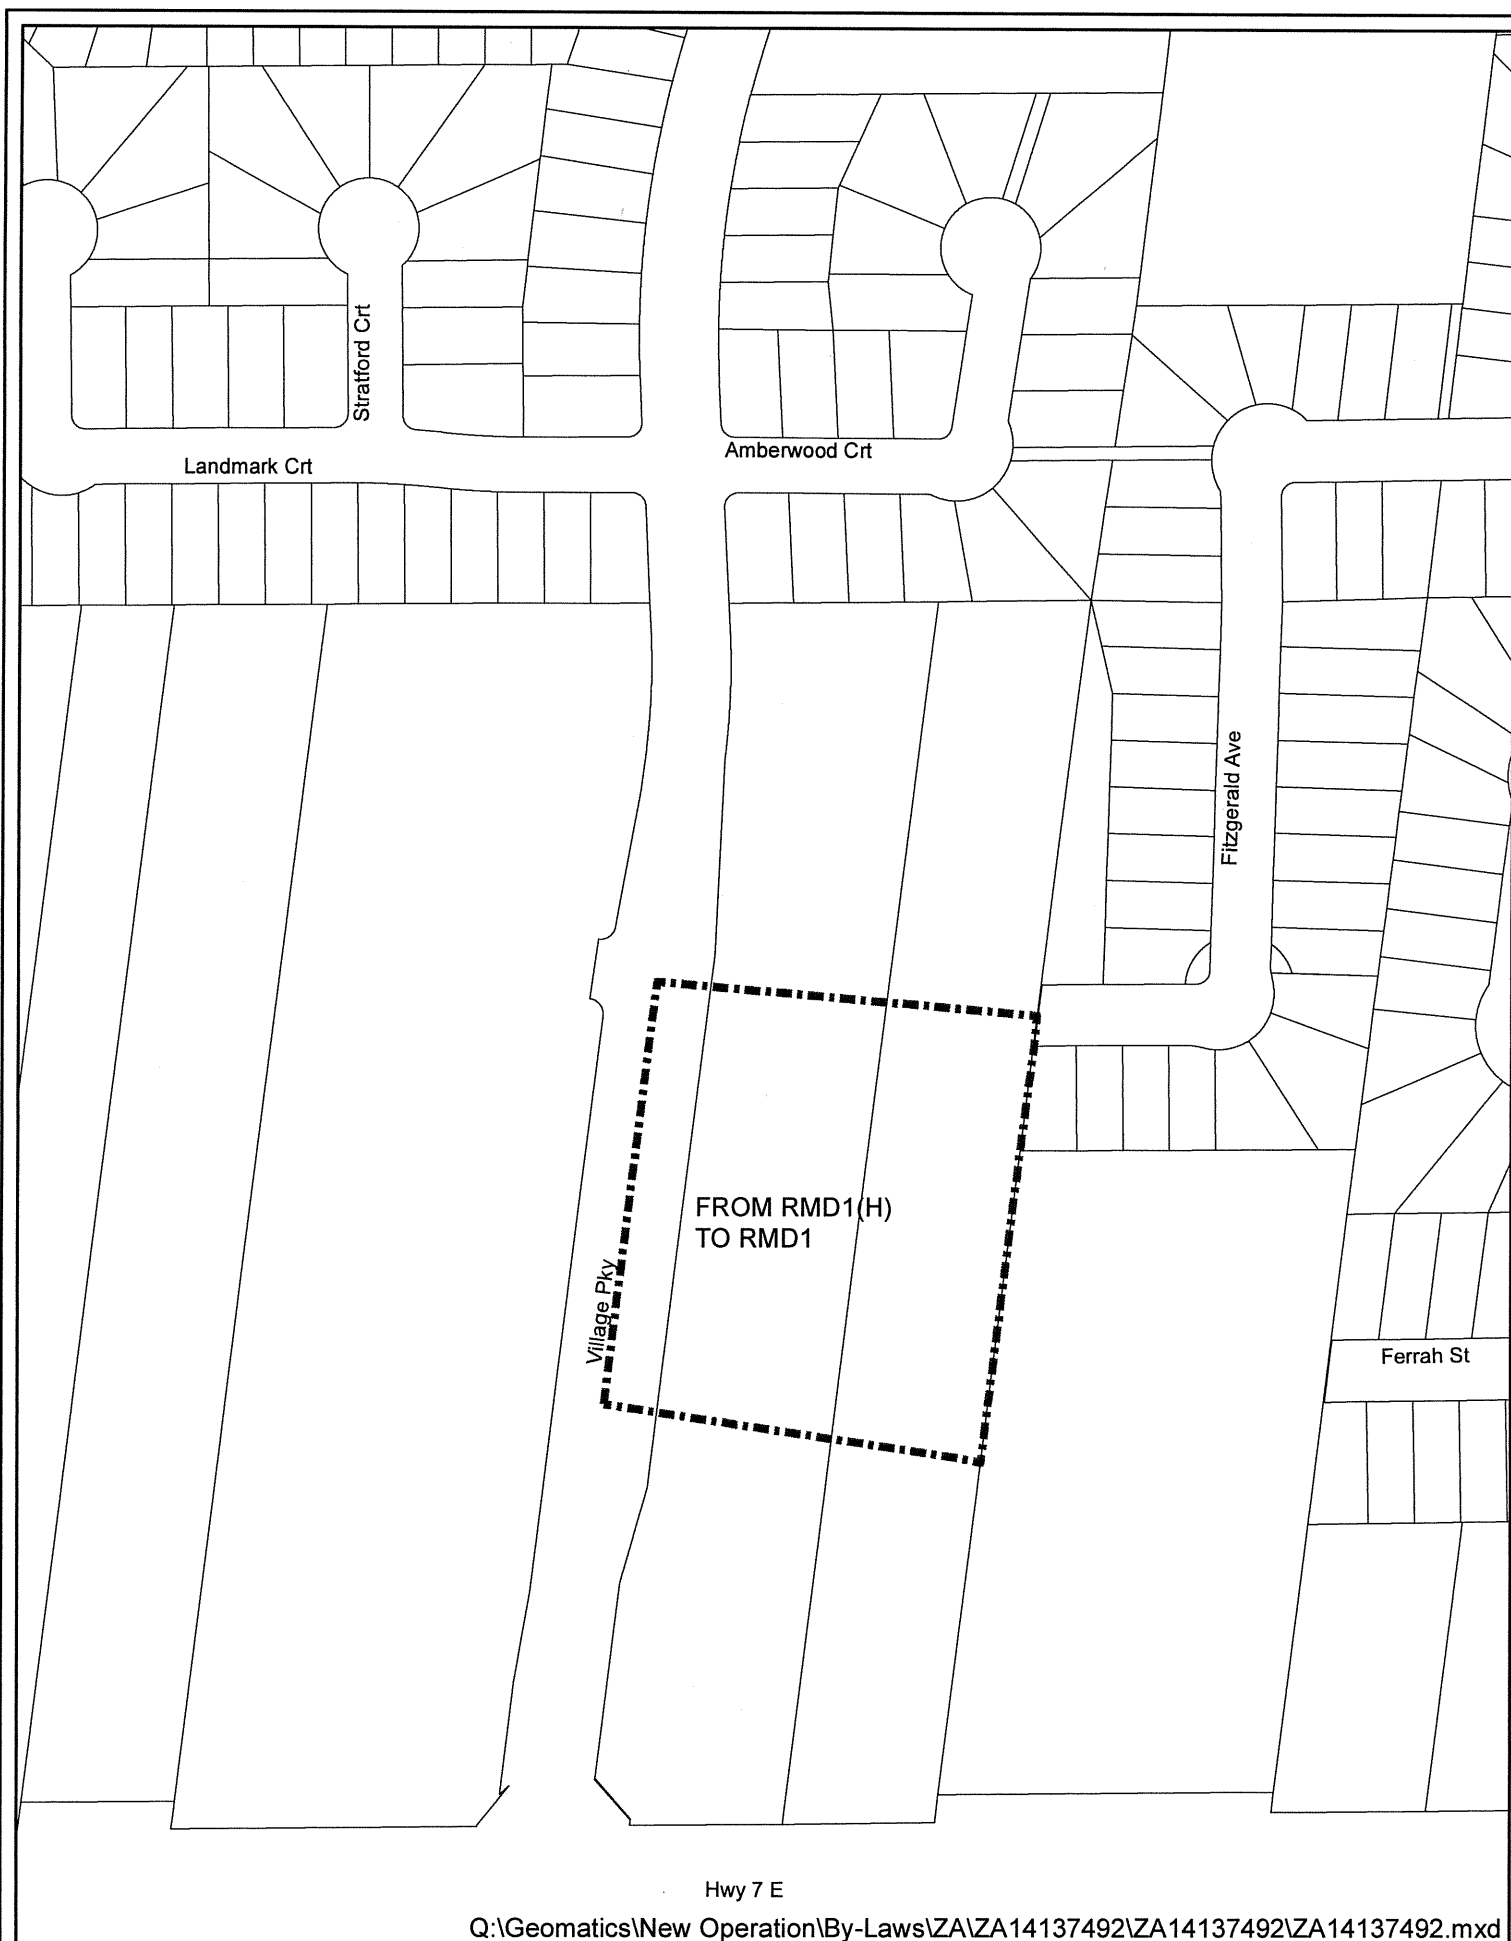 Stratford Crt
Landmark Crt
Amberwood Crt
Fitzgerald Ave
FROM RMD1(H)
TO RMD1
Village Pky
Ferrah St
Hwy 7 E
Q:\Geomatics\New Operation\By-Laws\ZA\ZA14137492\ZA14137492\ZA14137492.mxd